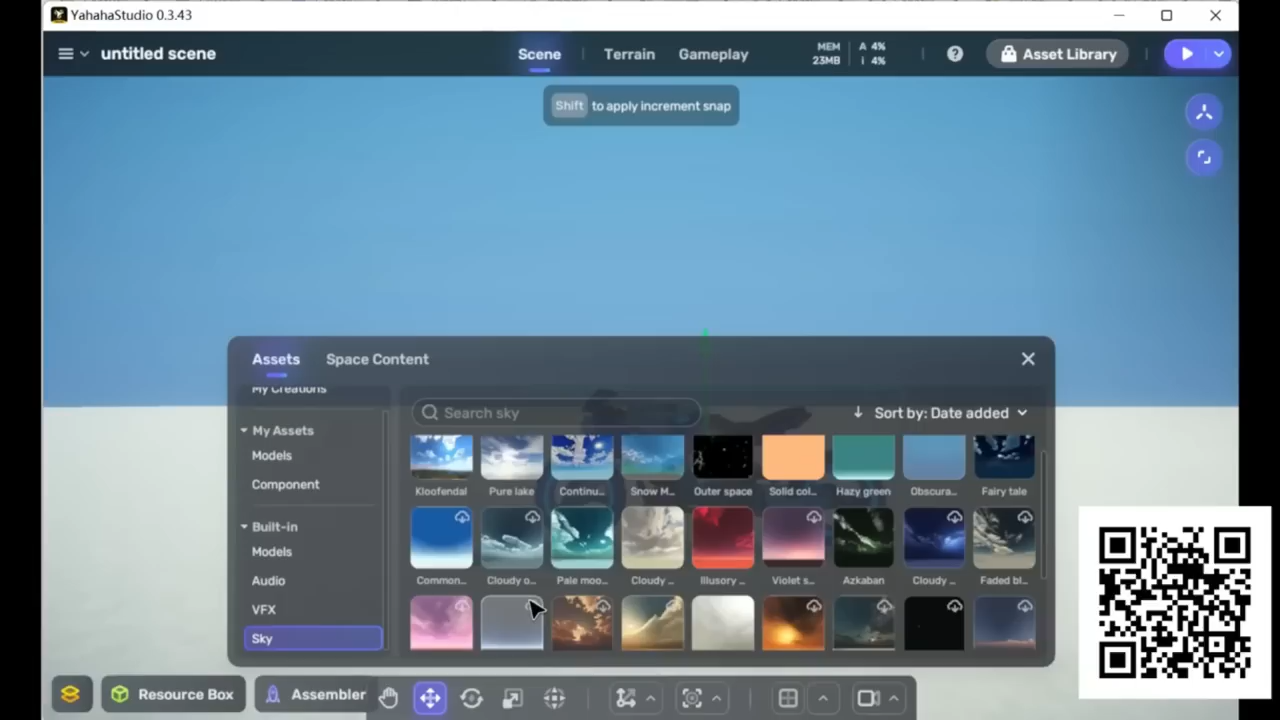 YahahaStudio 0.3.43
untitled scene
Scene
Terrain
Gameplay
MEM
23MB
A 4%
i 4%
Asset Library
Shift to apply increment snap
Assets
Space Content
My Creations
My Assets
Models
Component
Built-in
Models
Audio
VFX
Sky
Search sky
Sort by: Date added
Kloofendal
Pure lake
Continu...
Snow M...
Outer space
Solid col...
Hazy green
Obscura...
Fairy tale
Common...
Cloudy o...
Pale moo...
Cloudy ...
Illusory ...
Violet s...
Azkaban
Cloudy ...
Faded bl...
Resource Box
Assembler